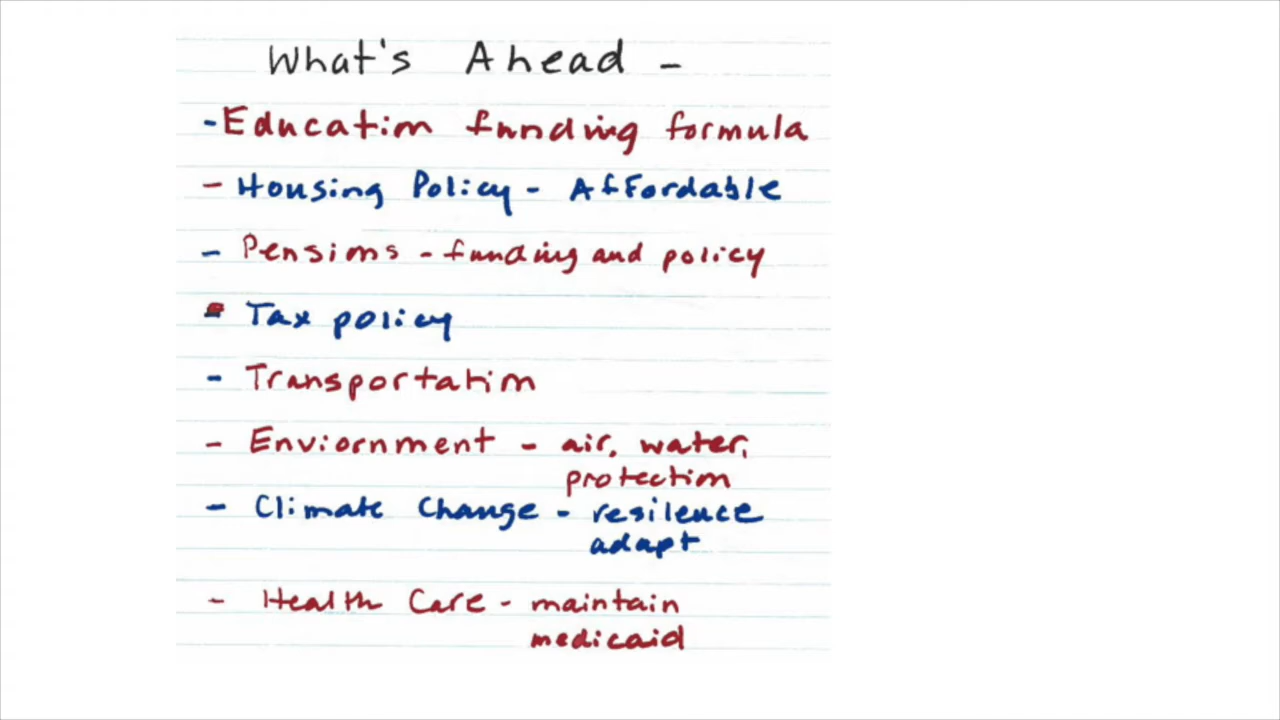 What's Ahead -
- Education funding formula
- Housing Policy - Affordable
- Pensions - funding and policy
- Tax policy
- Transportation
- Enviornment - air, water,
protection
- Climate Change - resilence
adapt
- Health Care - maintain
medicaid